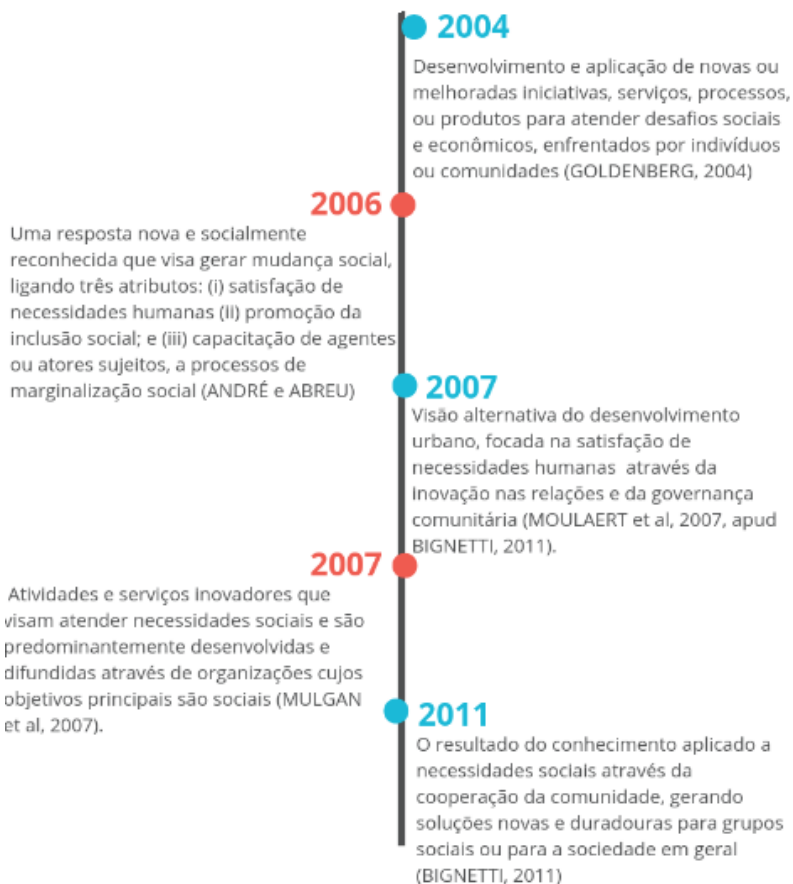 2004
Desenvolvimento e aplicação de novas ou
melhoradas iniciativas, serviços, processos,
ou produtos para atender desafios sociais
e econômicos, enfrentados por indivíduos
ou comunidades (GOLDENBERG, 2004)
2006
Uma resposta nova e socialmente
reconhecida que visa gerar mudança social,
ligando três atributos: (i) satisfação de
necessidades humanas (ii) promoção da
inclusão social; e (iii) capacitação de agentes
ou atores sujeitos, a processos de
marginalização social (ANDRÉ e ABREU)
2007
Visão alternativa do desenvolvimento
urbano, focada na satisfação de
necessidades humanas através da
inovação nas relações e da governança
comunitária (MOULAERT et al, 2007, apud
BIGNETTI, 2011).
2007
Atividades e serviços inovadores que
visam atender necessidades sociais e são
predominantemente desenvolvidas e
difundidas através de organizações cujos
objetivos principais são sociais (MULGAN
et al, 2007).
2011
O resultado do conhecimento aplicado a
necessidades sociais através da
cooperação da comunidade, gerando
soluções novas e duradouras para grupos
sociais ou para a sociedade em geral
(BIGNETTI, 2011)